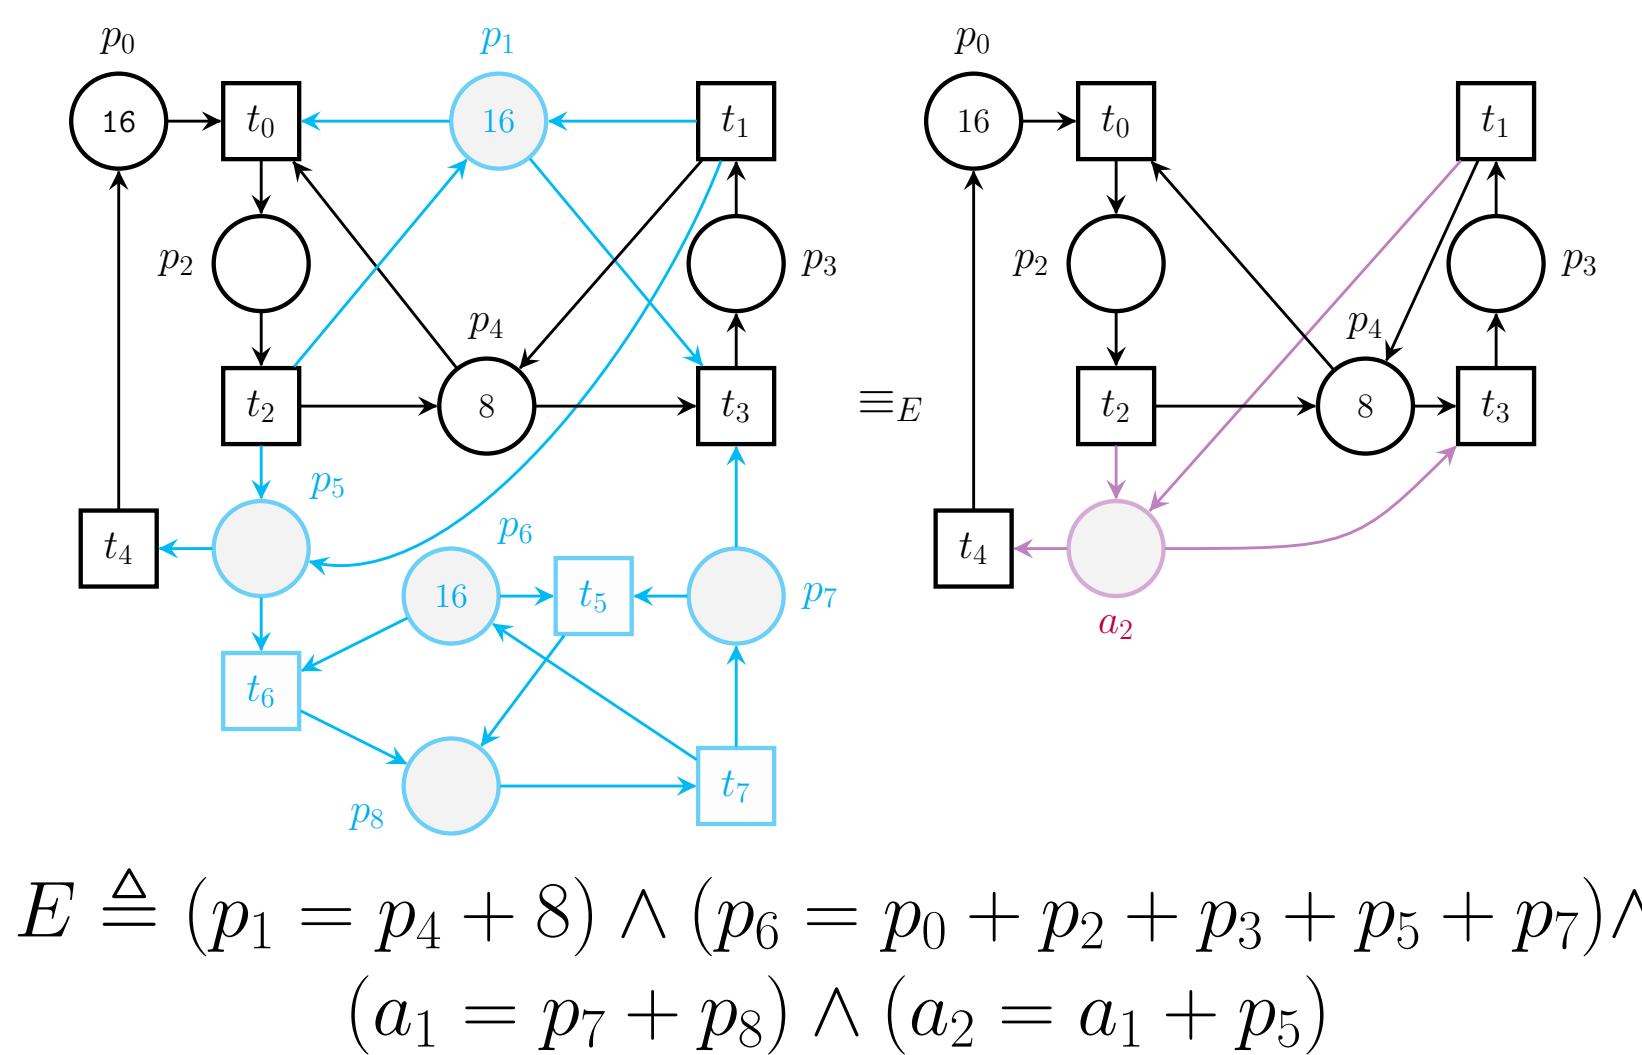 p₀ p₁ p₀
16 t₀ 16 t₁ 16 t₀ t₁
p₂ p₃ p₂ p₃
p₄ p₄
t₂ 8 t₃ ≡_E t₂ 8 t₃
p₅
p₆
t₄ t₄
16 t₅ p₇ a₂
t₆
p₈ t₇
E ≜ (p₁ = p₄ + 8) ∧ (p₆ = p₀ + p₂ + p₃ + p₅ + p₇)∧
(a₁ = p₇ + p₈) ∧ (a₂ = a₁ + p₅)